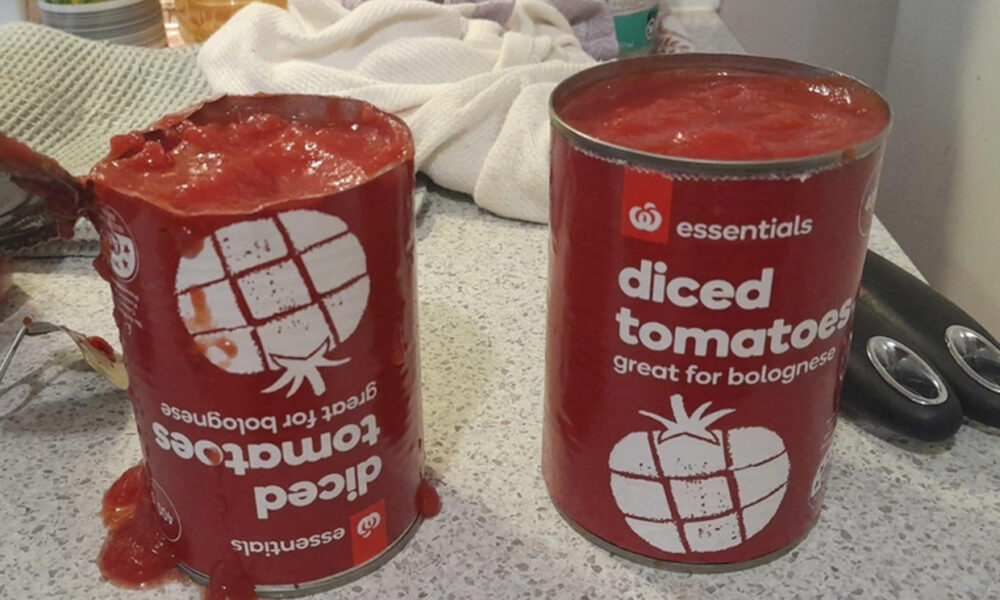 essentials
diced
tomatoes
great for bolognese
essentials
diced
tomatoes
great for bolognese